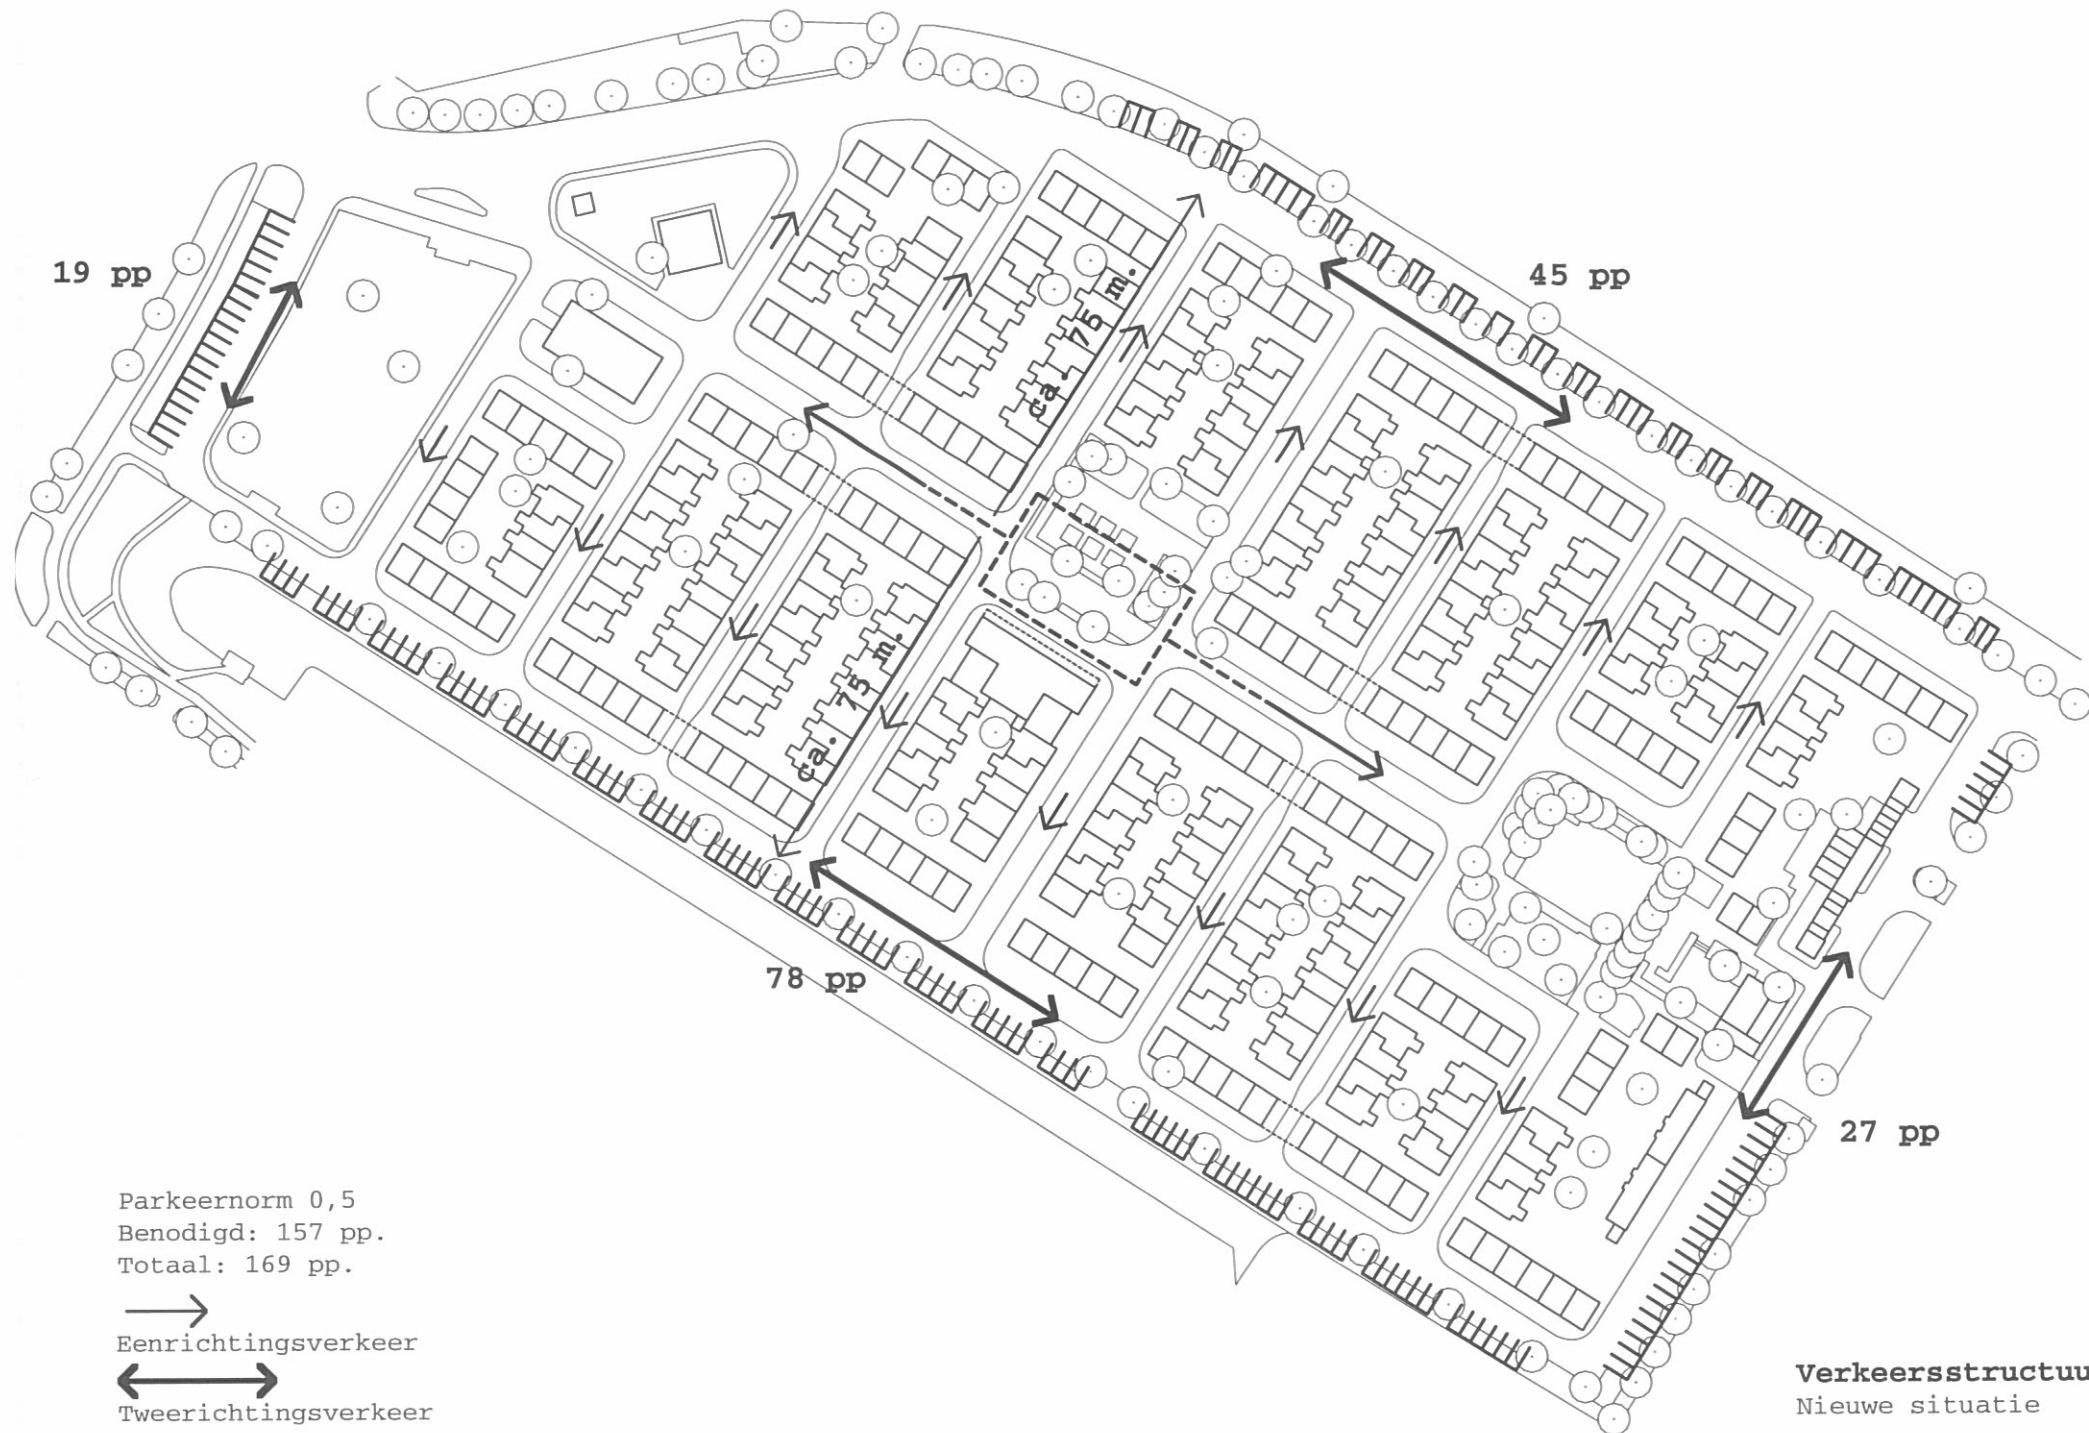 19 pp
45 pp
ca. 75 m.
ca. 75 m.
78 pp
27 pp
Parkeernorm 0,5
Benodigd: 157 pp.
Totaal: 169 pp.
Eenrichtingsverkeer
Tweerichtingsverkeer
Verkeersstructuu
Nieuwe situatie